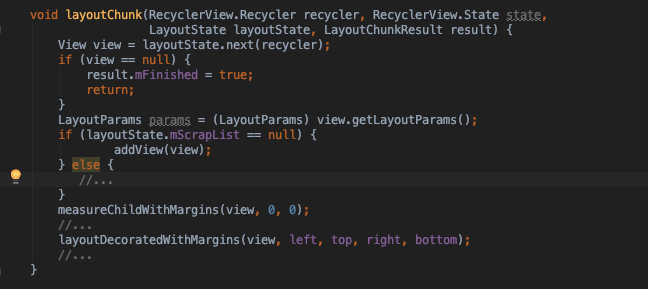 void layoutChunk(RecyclerView.Recycler recycler, RecyclerView.State state,
LayoutState layoutState, LayoutChunkResult result) {
View view = layoutState.next(recycler);
if (view == null) {
result.mFinished = true;
return;
}
LayoutParams params = (LayoutParams) view.getLayoutParams();
if (layoutState.mScrapList == null) {
addView(view);
} else {
//...
}
measureChildWithMargins(view, 0, 0);
//...
layoutDecoratedWithMargins(view, left, top, right, bottom);
//...
}